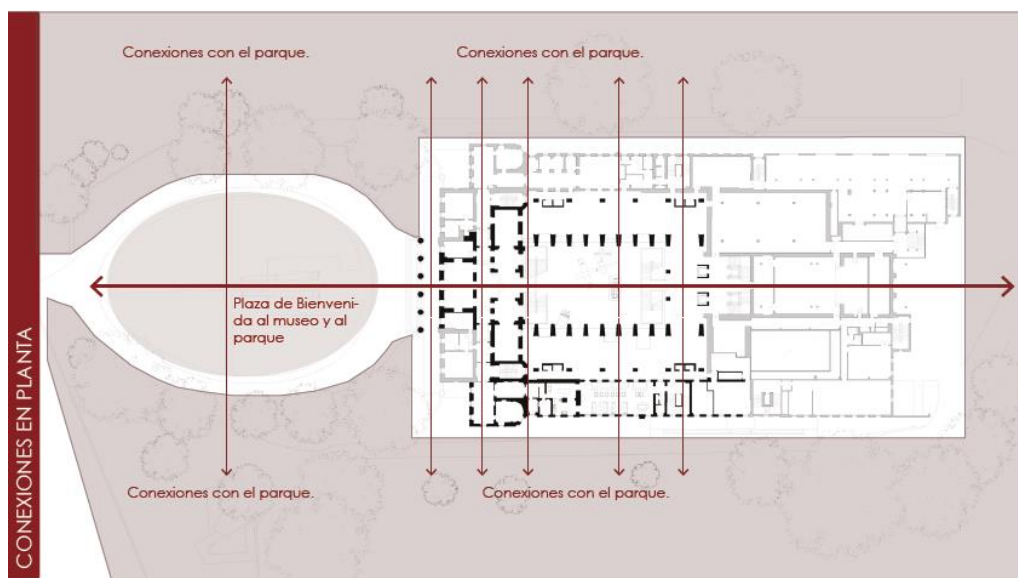 CONEXIONES EN PLANTA
Conexiones con el parque.
Conexiones con el parque.
Plaza de Bienveni-
da al museo y al
parque
Conexiones con el parque.
Conexiones con el parque.